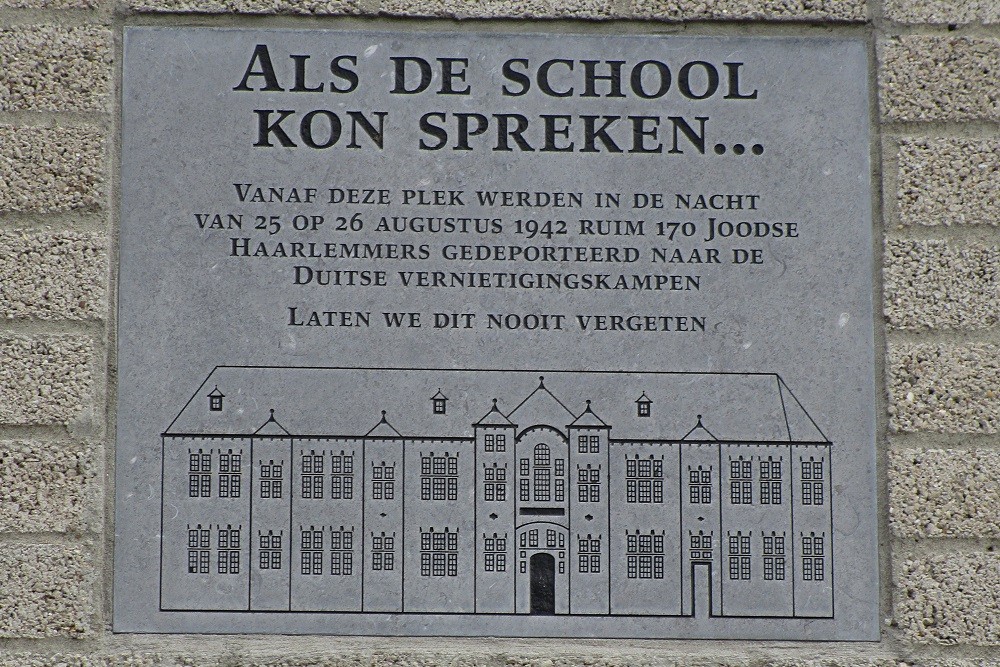 ALS DE SCHOOL
KON SPREKEN...
VANAF DEZE PLEK WERDEN IN DE NACHT
VAN 25 OP 26 AUGUSTUS 1942 RUIM 170 JOODSE
HAARLEMMERS GEDEPORTEERD NAAR DE
DUITSE VERNIETIGINGSKAMPEN
LATEN WE DIT NOOIT VERGETEN